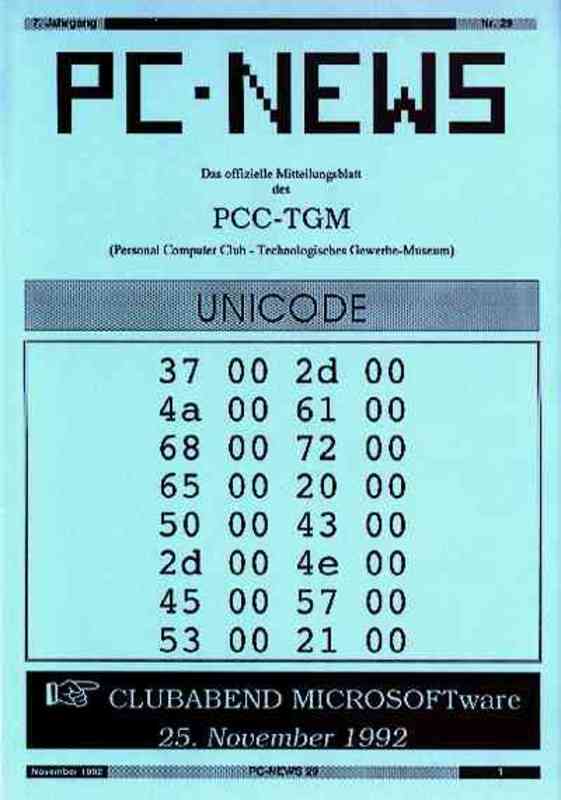 7. Jahrgang Nr. 29
PC·NEWS
Das offizielle Mitteilungsblatt
des
PCC-TGM
(Personal Computer Club - Technologisches Gewerbe-Museum)
UNICODE
37 00 2d 00
4a 00 61 00
68 00 72 00
65 00 20 00
50 00 43 00
2d 00 4e 00
45 00 57 00
53 00 21 00
CLUBABEND MICROSOFTware
25. November 1992
November 1992 PC-NEWS 29 1